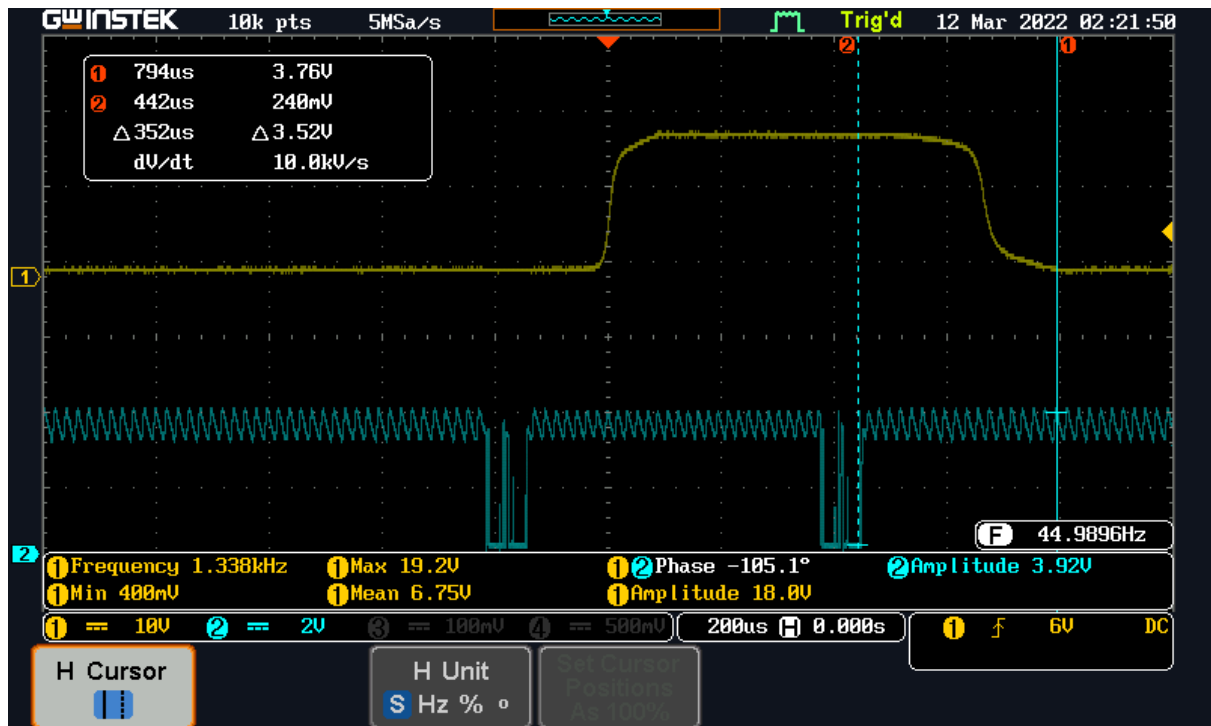 GWINSTEK 10k pts 5MSa/s Trig'd 12 Mar 2022 02:21:50
2 1
1 794us 3.76V
2 442us 240mV
△352us △3.52V
dV/dt 10.0kV/s
1
2
F 44.9896Hz
1 Frequency 1.338kHz 1 Max 19.2V 1 2 Phase -105.1° 2 Amplitude 3.92V
1 Min 400mV 1 Mean 6.75V 1 Amplitude 18.0V
1 10V 2 2V 3 100mV 4 500mV 200us H 0.000s 1 6V DC
H Cursor
H Unit
S Hz % °
Set Cursor
Positions
As 100%